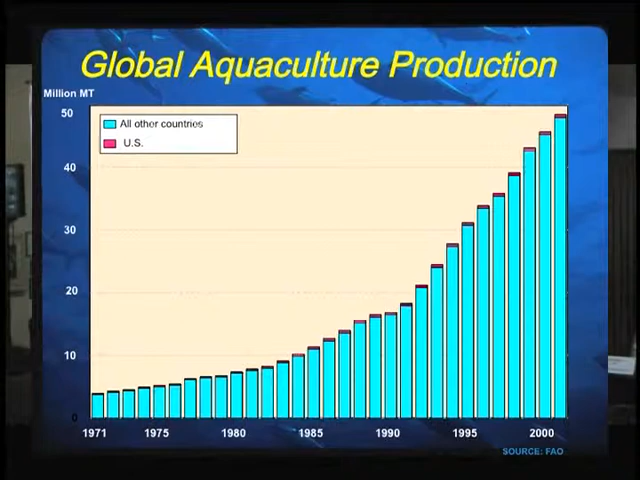 Global Aquaculture Production
Million MT
50
All other countries
U.S.
40
30
20
10
0
1971 1975 1980 1985 1990 1995 2000
SOURCE: FAO